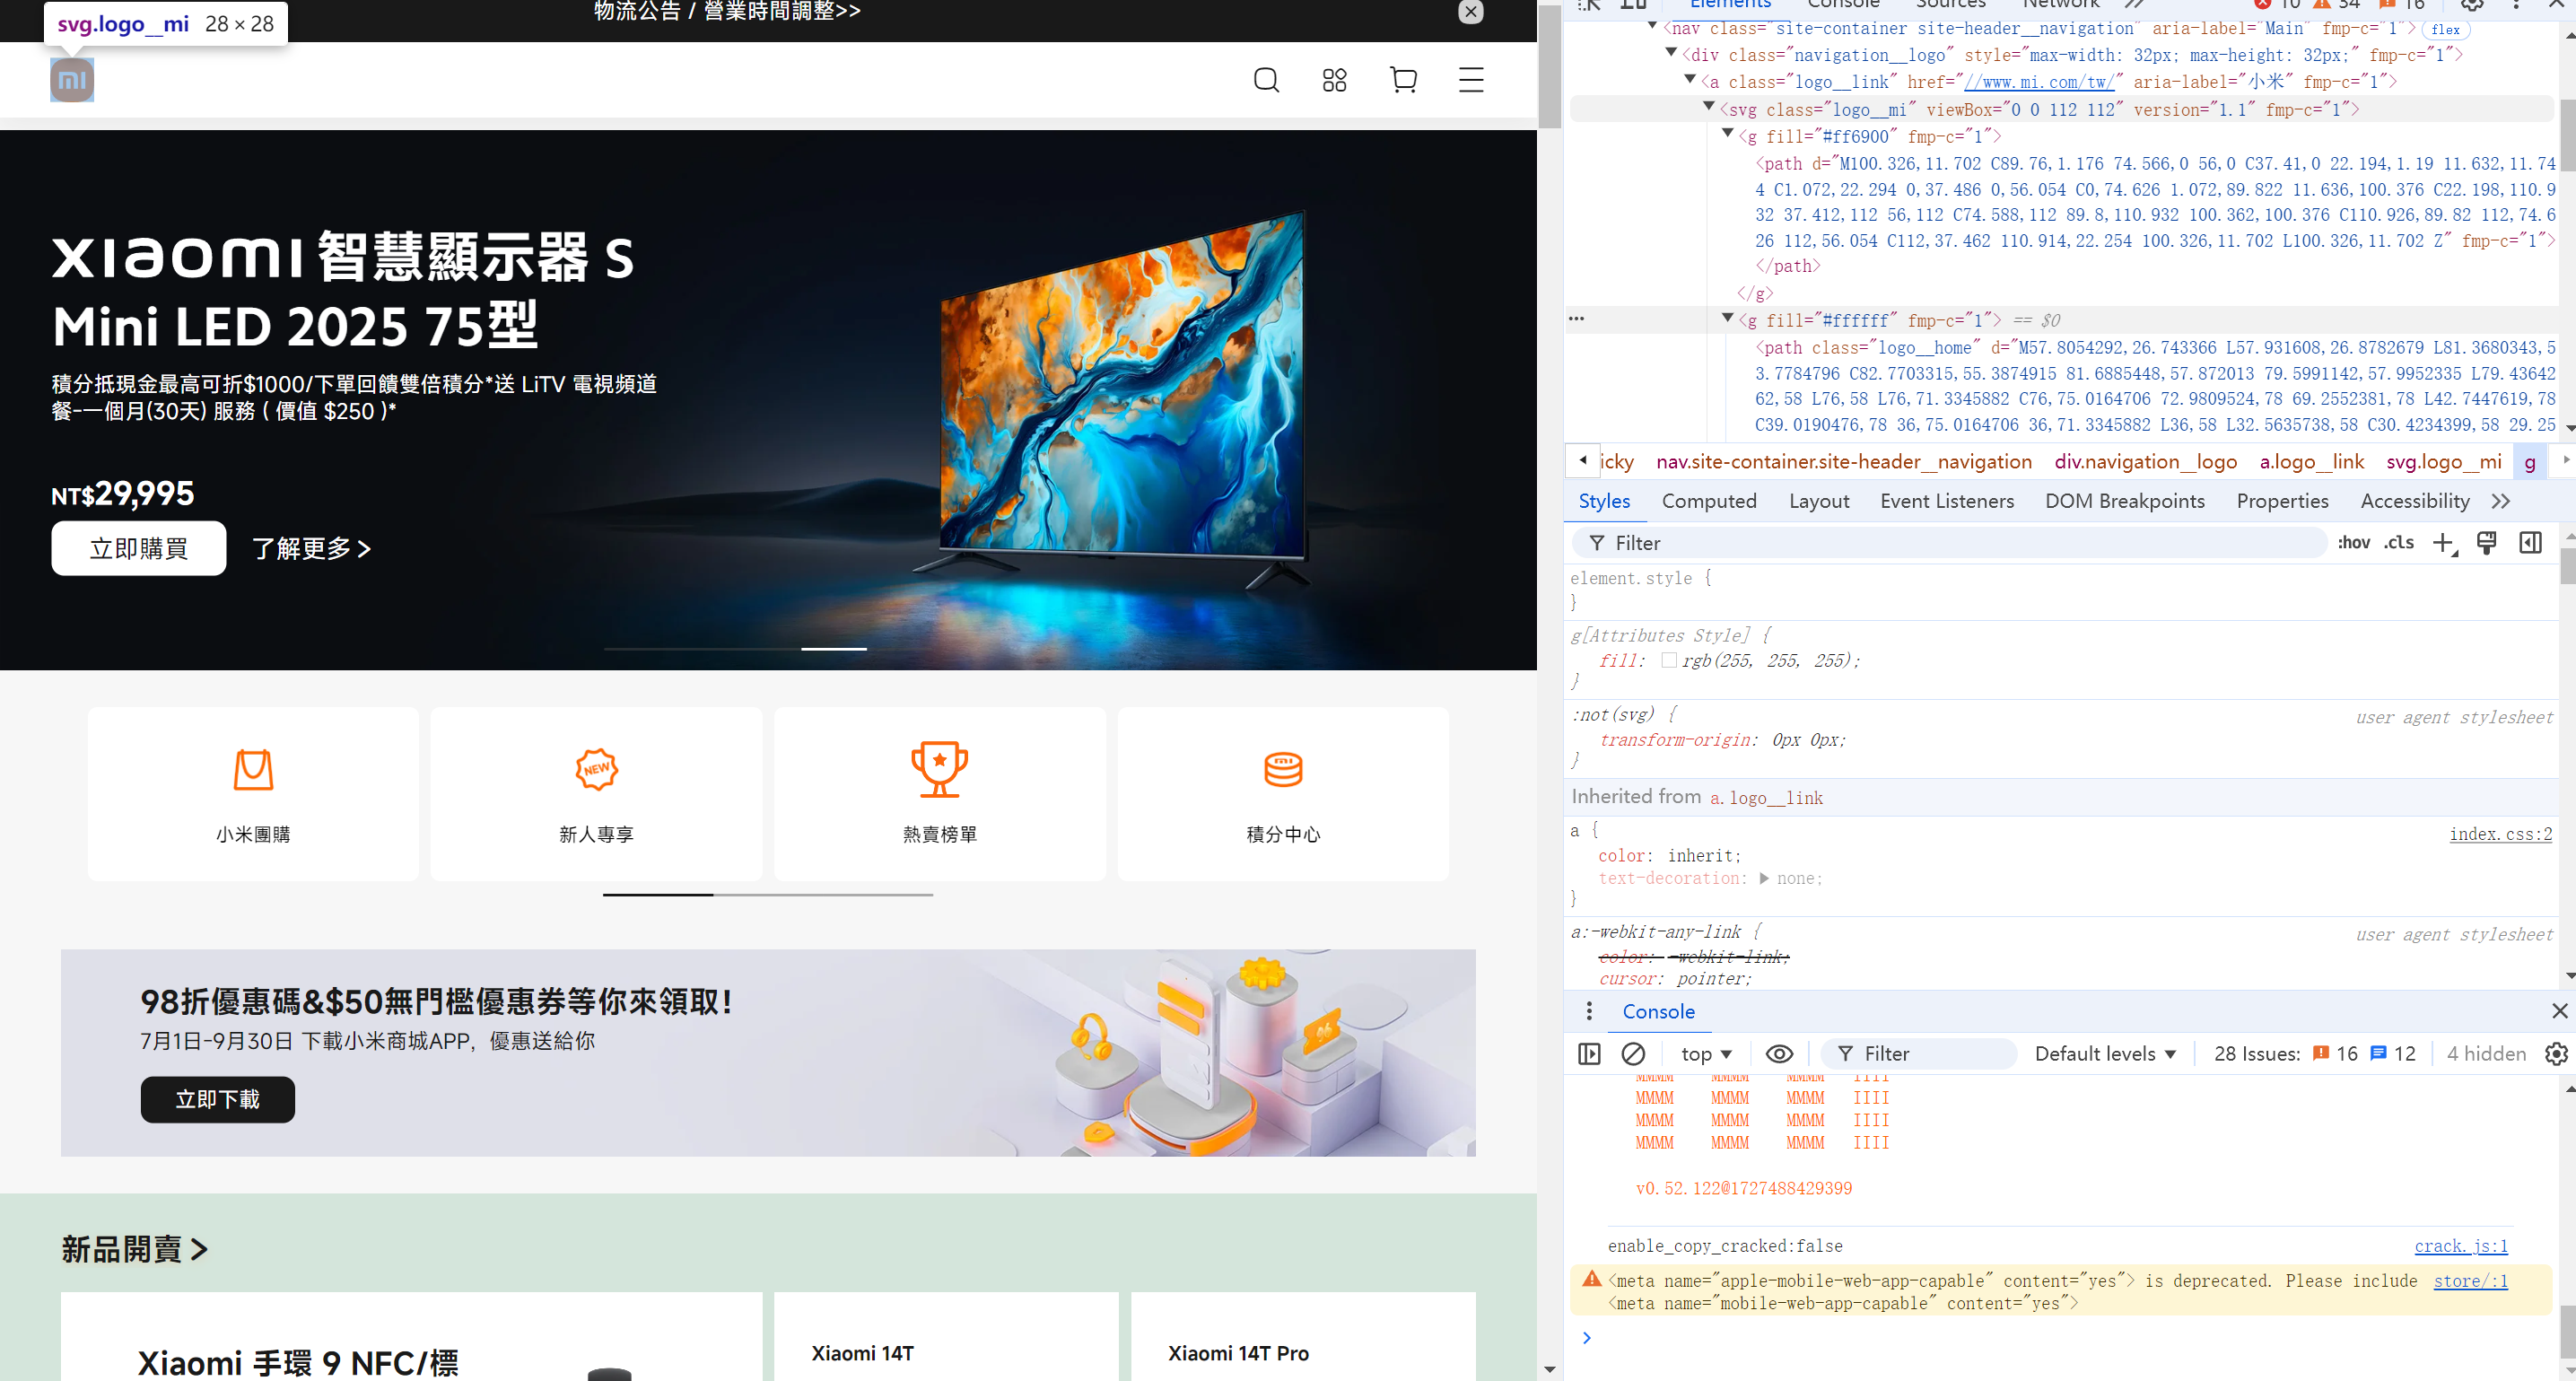 svg.logo__mi 28 × 28
物流公告 / 營業時間調整>>
mi
xiaomi 智慧顯示器 S
Mini LED 2025 75型
積分抵現金最高可折$1000/下單回饋雙倍積分*送 LiTV 電視頻道
餐-一個月(30天) 服務 ( 價值 $250 )*
NT$29,995
立即購買 了解更多 >
NEW
mi
小米團購 新人專享 熱賣榜單 積分中心
98折優惠碼&$50無門檻優惠券等你來領取!
7月1日-9月30日 下載小米商城APP，優惠送給你
立即下載
新品開賣 >
Xiaomi 手環 9 NFC/標
Xiaomi 14T
Xiaomi 14T Pro
Elements Console Sources Network >> 10 34 16
<nav class="site-container site-header__navigation" aria-label="Main" fmp-c="1"> flex
<div class="navigation__logo" style="max-width: 32px; max-height: 32px;" fmp-c="1">
<a class="logo__link" href="//www.mi.com/tw/" aria-label="小米" fmp-c="1">
<svg class="logo__mi" viewBox="0 0 112 112" version="1.1" fmp-c="1">
<g fill="#ff6900" fmp-c="1">
<path d="M100.326,11.702 C89.76,1.176 74.566,0 56,0 C37.41,0 22.194,1.19 11.632,11.74
4 C1.072,22.294 0,37.486 0,56.054 C0,74.626 1.072,89.822 11.636,100.376 C22.198,110.9
32 37.412,112 56,112 C74.588,112 89.8,110.932 100.362,100.376 C110.926,89.82 112,74.6
26 112,56.054 C112,37.462 110.914,22.254 100.326,11.702 L100.326,11.702 Z" fmp-c="1">
</path>
</g>
<g fill="#ffffff" fmp-c="1"> == $0
<path class="logo__home" d="M57.8054292,26.743366 L57.931608,26.8782679 L81.3680343,5
3.7784796 C82.7703315,55.3874915 81.6885448,57.872013 79.5991142,57.9952335 L79.43642
62,58 L76,58 L76,71.3345882 C76,75.0164706 72.9809524,78 69.2552381,78 L42.7447619,78
C39.0190476,78 36,75.0164706 36,71.3345882 L36,58 L32.5635738,58 C30.4234399,58 29.25
icky nav.site-container.site-header__navigation div.navigation__logo a.logo__link svg.logo__mi g
Styles Computed Layout Event Listeners DOM Breakpoints Properties Accessibility >>
Filter :hov .cls
element.style {
}
g[Attributes Style] {
fill: rgb(255, 255, 255);
}
:not(svg) { user agent stylesheet
transform-origin: 0px 0px;
}
Inherited from a.logo__link
a { index.css:2
color: inherit;
text-decoration: none;
}
a:-webkit-any-link { user agent stylesheet
color: -webkit-link;
cursor: pointer;
Console
top Filter Default levels 28 Issues: 16 12 4 hidden
MMMM MMMM MMMM IIII
MMMM MMMM MMMM IIII
MMMM MMMM MMMM IIII
MMMM MMMM MMMM IIII
v0.52.122@1727488429399
enable_copy_cracked:false crack.js:1
<meta name="apple-mobile-web-app-capable" content="yes"> is deprecated. Please include store/:1
<meta name="mobile-web-app-capable" content="yes">